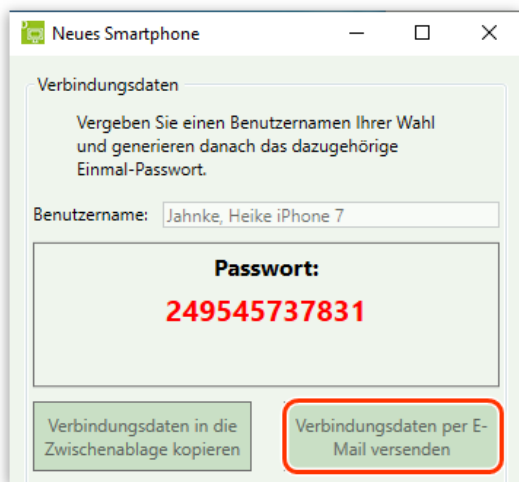 Neues Smartphone
Verbindungsdaten
Vergeben Sie einen Benutzernamen Ihrer Wahl
und generieren danach das dazugehörige
Einmal-Passwort.
Benutzername: Jahnke, Heike iPhone 7
Passwort:
249545737831
Verbindungsdaten in die
Zwischenablage kopieren
Verbindungsdaten per E-
Mail versenden